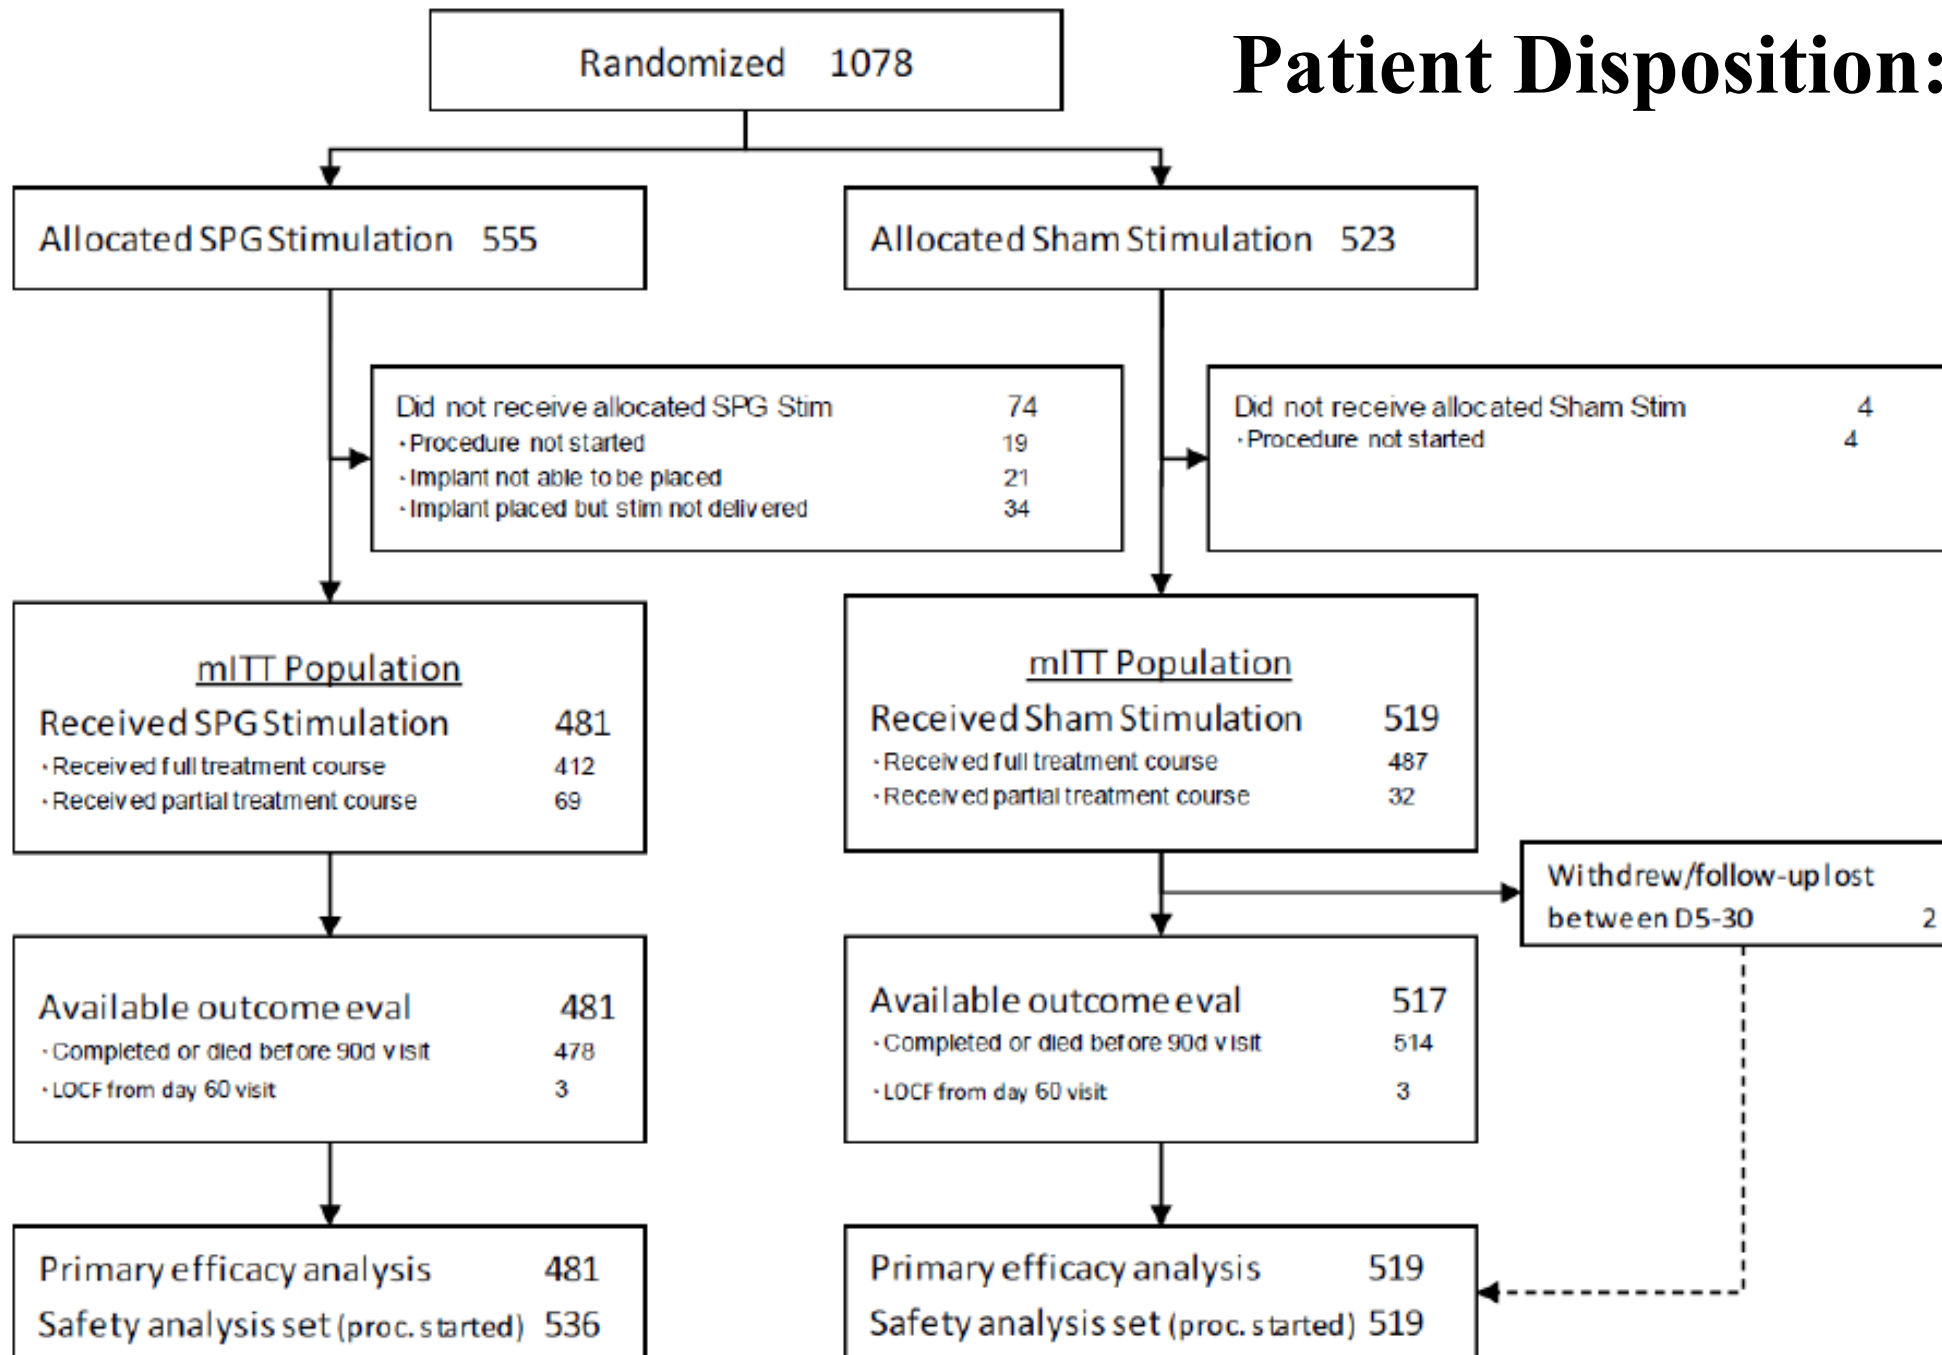 Patient Disposition:
Randomized 1078
Allocated SPG Stimulation 555
Allocated Sham Stimulation 523
Did not receive allocated SPG Stim 74
· Procedure not started 19
· Implant not able to be placed 21
· Implant placed but stim not delivered 34
Did not receive allocated Sham Stim 4
· Procedure not started 4
mITT Population
Received SPG Stimulation 481
· Received full treatment course 412
· Received partial treatment course 69
mITT Population
Received Sham Stimulation 519
· Received full treatment course 487
· Received partial treatment course 32
Withdrew/follow-up lost
between D5-30 2
Available outcome eval 481
· Completed or died before 90d visit 478
· LOCF from day 60 visit 3
Available outcome eval 517
· Completed or died before 90d visit 514
· LOCF from day 60 visit 3
Primary efficacy analysis 481
Safety analysis set (proc. started) 536
Primary efficacy analysis 519
Safety analysis set (proc. started) 519